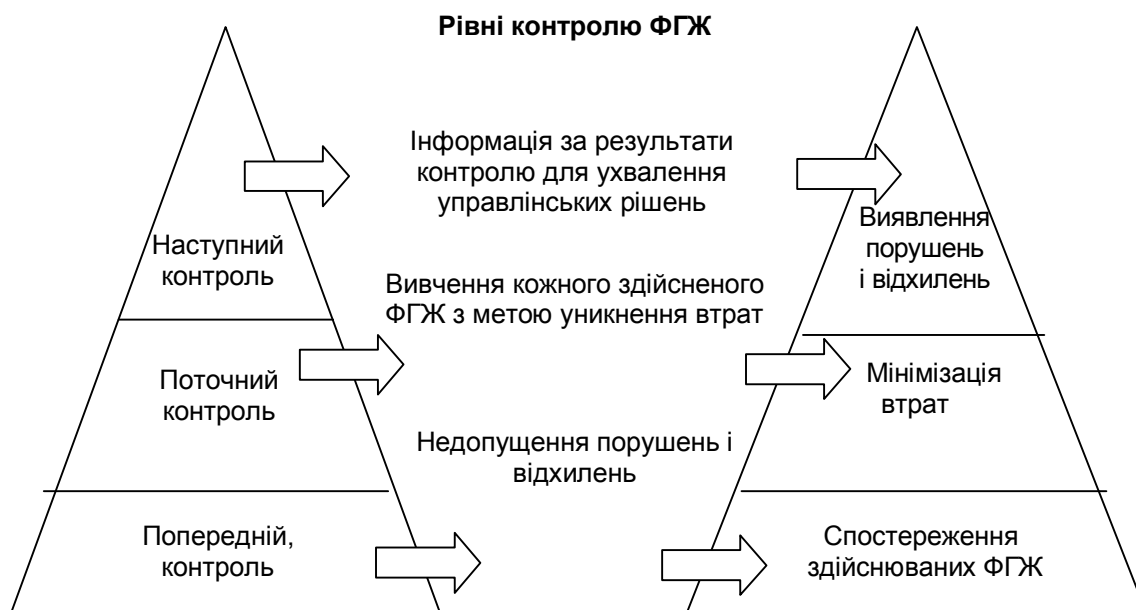 Рівні контролю ФГЖ
Інформація за результати
контролю для ухвалення
управлінських рішень
Наступний
контроль
Виявлення
порушень
і відхилень
Вивчення кожного здійсненого
ФГЖ з метою уникнення втрат
Поточний
контроль
Мінімізація
втрат
Недопущення порушень і
відхилень
Попередній,
контроль
Спостереження
здійснюваних ФГЖ